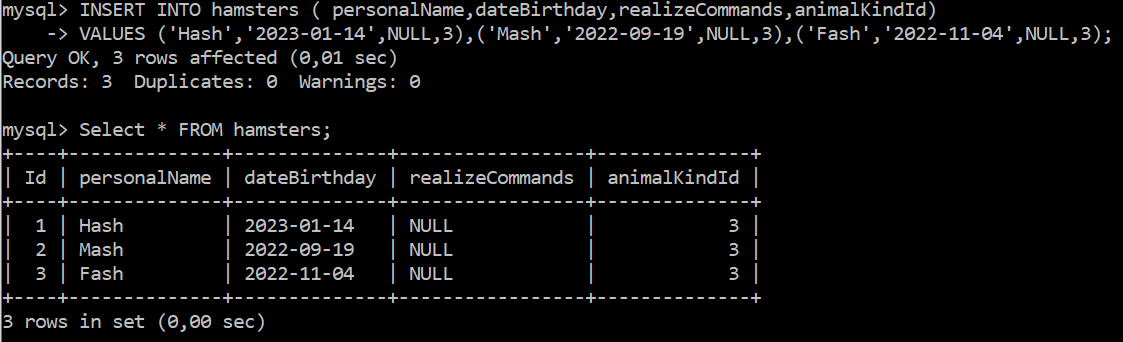 mysql> INSERT INTO hamsters ( personalName,dateBirthday,realizeCommands,animalKindId)
    -> VALUES ('Hash','2023-01-14',NULL,3),('Mash','2022-09-19',NULL,3),('Fash','2022-11-04',NULL,3);
Query OK, 3 rows affected (0,01 sec)
Records: 3  Duplicates: 0  Warnings: 0

mysql> Select * FROM hamsters;
+----+--------------+--------------+-----------------+--------------+
| Id | personalName | dateBirthday | realizeCommands | animalKindId |
+----+--------------+--------------+-----------------+--------------+
|  1 | Hash         | 2023-01-14   | NULL            |            3 |
|  2 | Mash         | 2022-09-19   | NULL            |            3 |
|  3 | Fash         | 2022-11-04   | NULL            |            3 |
+----+--------------+--------------+-----------------+--------------+
3 rows in set (0,00 sec)